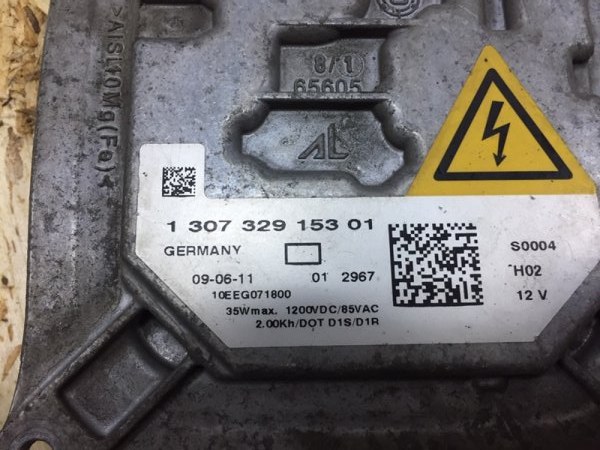 >AlSi10Mg(Fe)<
8/1
65605
AL
1 307 329 153 01
GERMANY
S0004
09-06-11
01 2967
H02
10EEG071800
12 V
35Wmax. 1200VDC/85VAC
2.00Kh/DOT D1S/D1R